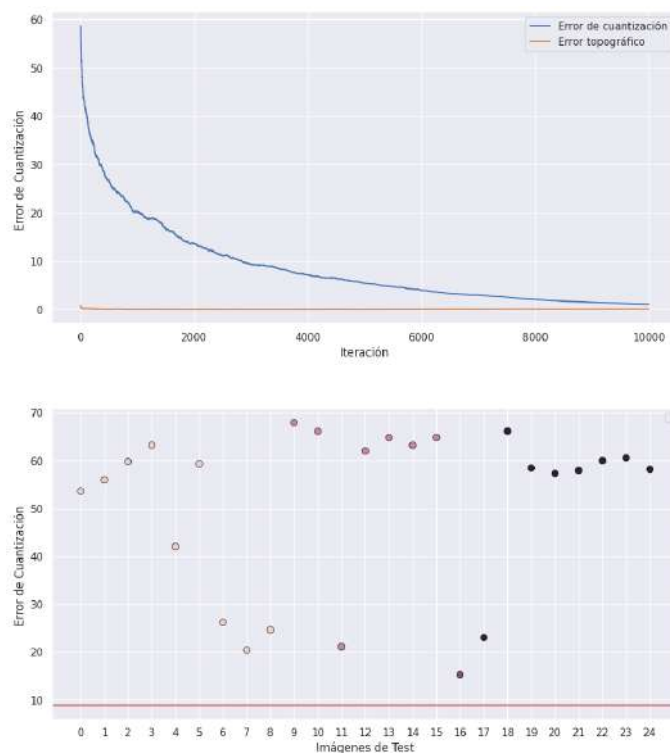 60
50
40
30
20
10
0
Error de Cuantización
Error de cuantización
Error topográfico
0 2000 4000 6000 8000 10000
Iteración
70
60
50
40
30
20
10
Error de Cuantización
0 1 2 3 4 5 6 7 8 9 10 11 12 13 14 15 16 17 18 19 20 21 22 23 24
Imágenes de Test